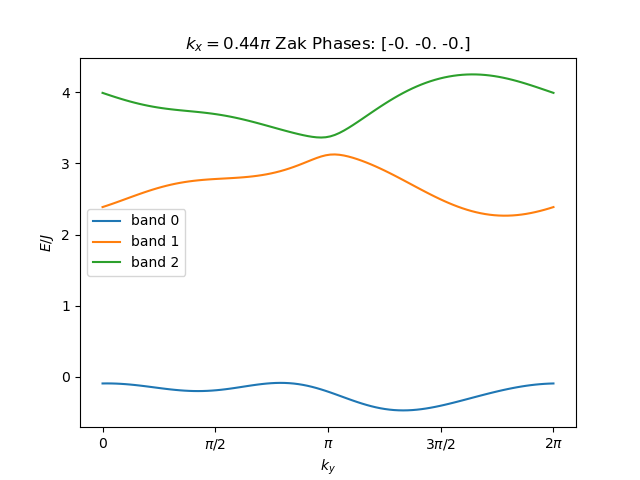 $k_x = 0.44\pi$ Zak Phases: [-0. -0. -0.]
4
3
2
1
0
E/J
band 0
band 1
band 2
0
π/2
π
3π/2
2π
$k_y$